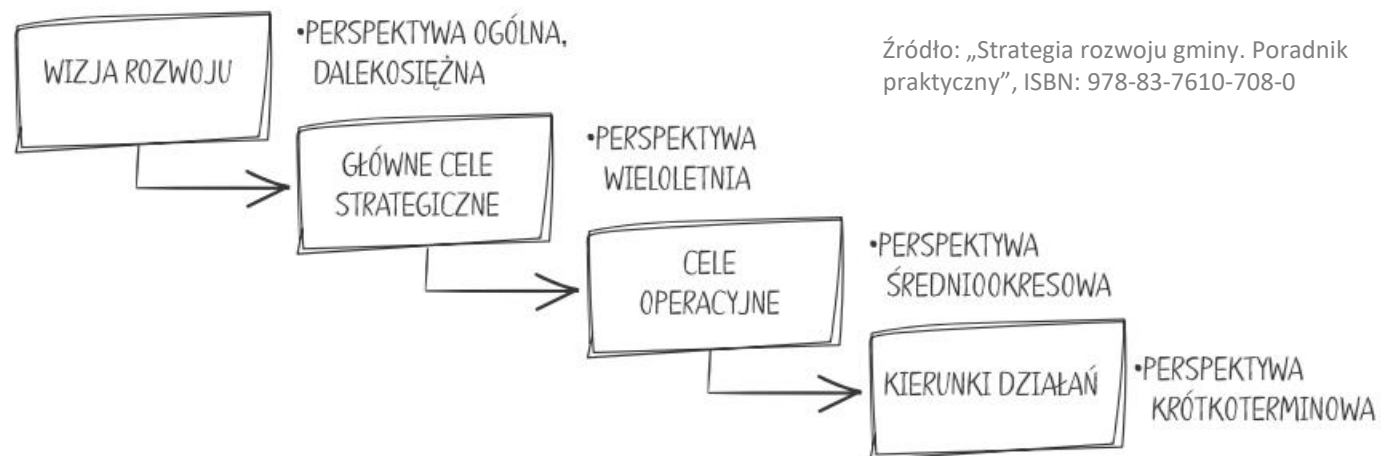 WIZJA ROZWOJU
•PERSPEKTYWA OGÓLNA,
DALEKOSIĘŻNA
Źródło: „Strategia rozwoju gminy. Poradnik
praktyczny”, ISBN: 978-83-7610-708-0
GŁÓWNE CELE
STRATEGICZNE
•PERSPEKTYWA
WIELOLETNIA
CELE
OPERACYJNE
•PERSPEKTYWA
ŚREDNIOOKRESOWA
KIERUNKI DZIAŁAŃ
•PERSPEKTYWA
KRÓTKOTERMINOWA